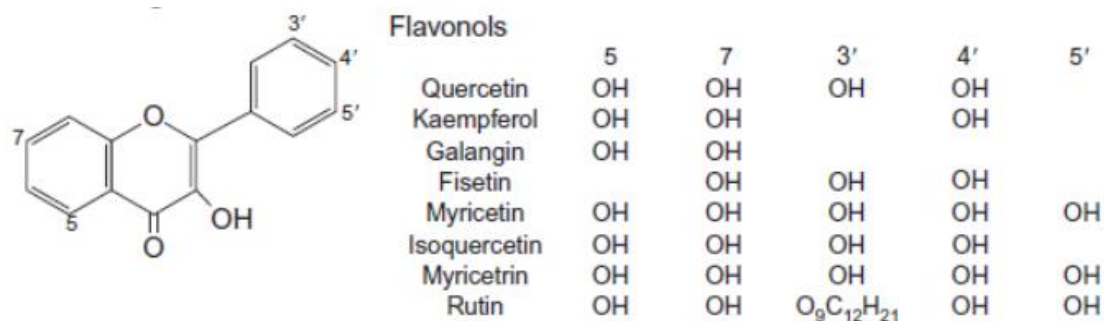 Flavonols
5 7 3′ 4′ 5′
Quercetin OH OH OH OH
Kaempferol OH OH OH
Galangin OH OH
Fisetin OH OH OH
Myricetin OH OH OH OH OH
Isoquercetin OH OH OH OH
Myricetrin OH OH OH OH OH
Rutin OH OH O₉C₁₂H₂₁ OH OH
3′
4′
5′
O
7
5
OH
O